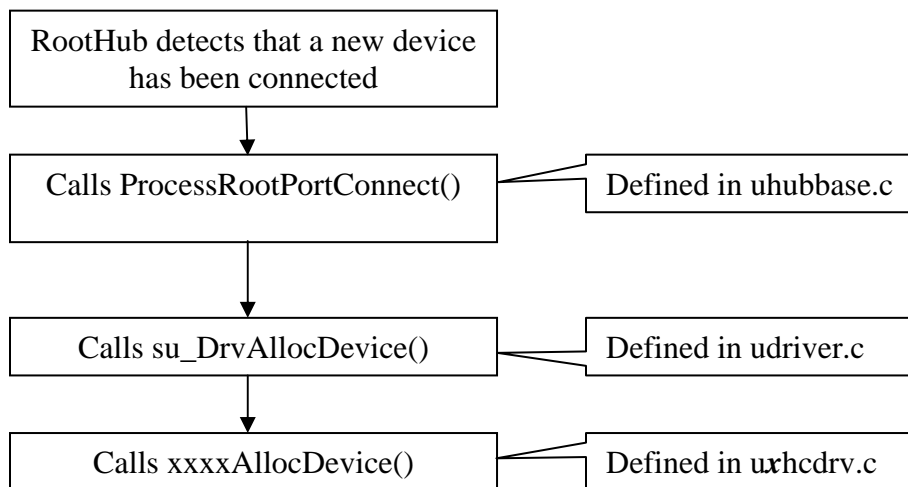 RootHub detects that a new device
has been connected
Calls ProcessRootPortConnect()
Defined in uhubbase.c
Calls su_DrvAllocDevice()
Defined in udriver.c
Calls xxxxAllocDevice()
Defined in uxhcdrv.c